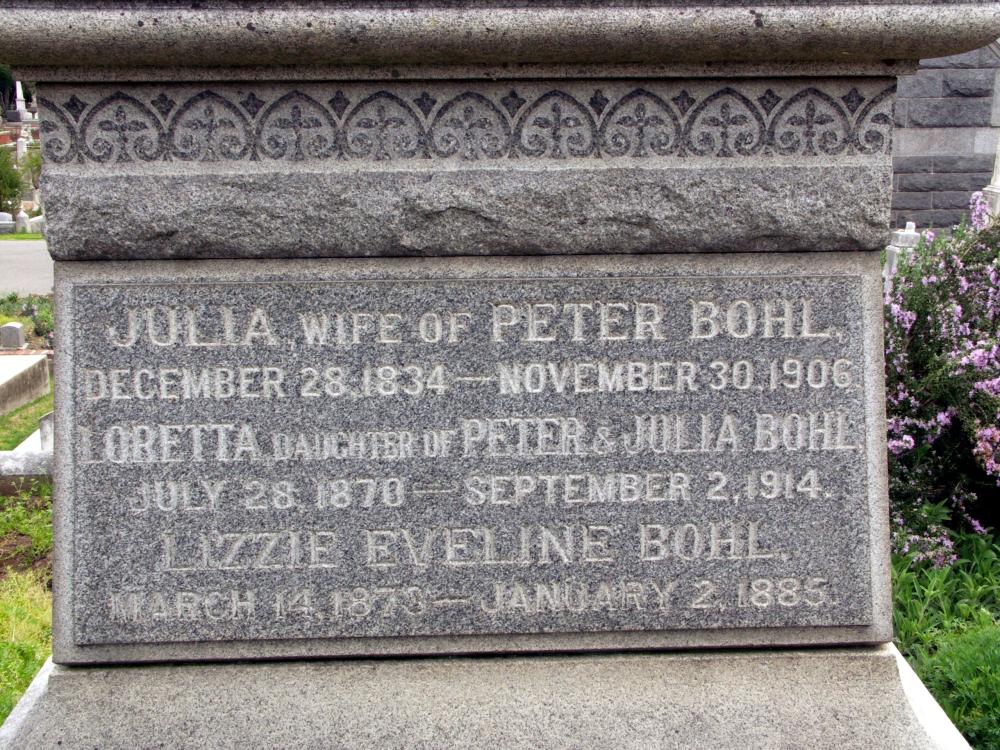 JULIA, WIFE OF PETER BOHL,
DECEMBER 28, 1834 — NOVEMBER 30, 1906
LORETTA, DAUGHTER OF PETER & JULIA BOHL
JULY 28, 1870 — SEPTEMBER 2, 1914.
LIZZIE EVELINE BOHL.
MARCH 14, 1873 — JANUARY 2, 1885.